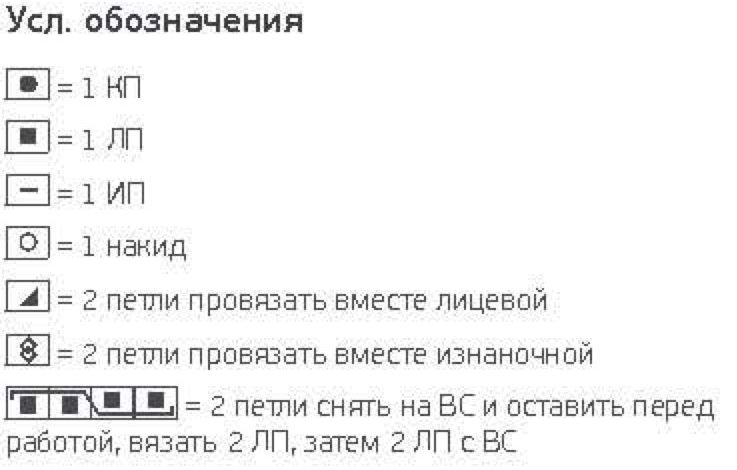 Усл. обозначения
= 1 КП
= 1 ЛП
= 1 ИП
= 1 накид
= 2 петли провязать вместе лицевой
= 2 петли провязать вместе изнаночной
= 2 петли снять на ВС и оставить перед
работой, вязать 2 ЛП, затем 2 ЛП с ВС